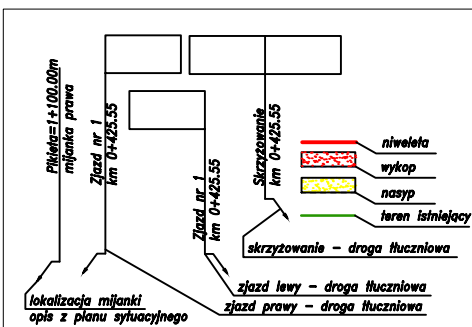 Pikieta=1+100.00m
mijanka prawa
Zjazd nr 1
km 0+425.55
Zjazd nr 1
km 0+425.55
Skrzyżowanie
km 0+425.55
niweleta
wykop
nasyp
teren istniejący
skrzyżowanie – droga tłuczniowa
zjazd lewy – droga tłuczniowa
lokalizacja mijanki
opis z planu sytuacyjnego
zjazd prawy – droga tłuczniowa